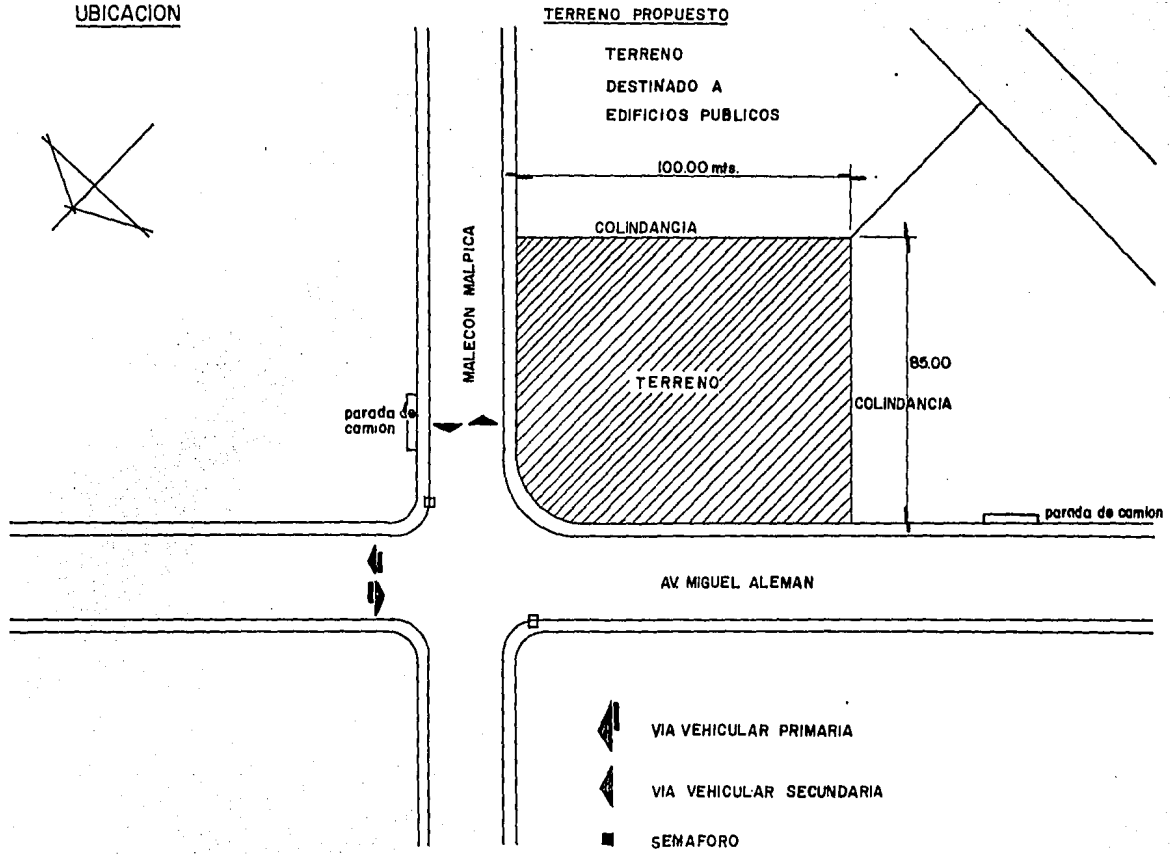 UBICACION
TERRENO PROPUESTO
TERRENO
DESTINADO A
EDIFICIOS PUBLICOS
100.00 mts.
COLINDANCIA
MALECON MALPICA
85.00
TERRENO
COLINDANCIA
parada de
camion
parada de camion
AV. MIGUEL ALEMAN
VIA VEHICULAR PRIMARIA
VIA VEHICULAR SECUNDARIA
SEMAFORO